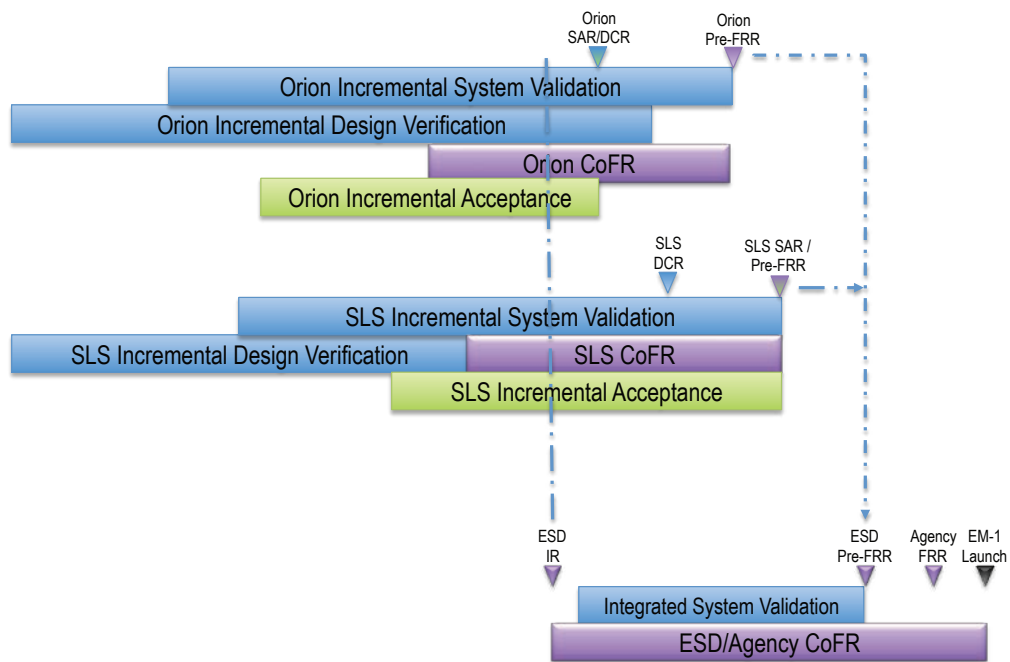 Orion
SAR/DCR
Orion
Pre-FRR
Orion Incremental System Validation
Orion Incremental Design Verification
Orion CoFR
Orion Incremental Acceptance
SLS
DCR
SLS SAR /
Pre-FRR
SLS Incremental System Validation
SLS Incremental Design Verification
SLS CoFR
SLS Incremental Acceptance
ESD
IR
ESD
Pre-FRR
Agency
FRR
EM-1
Launch
Integrated System Validation
ESD/Agency CoFR